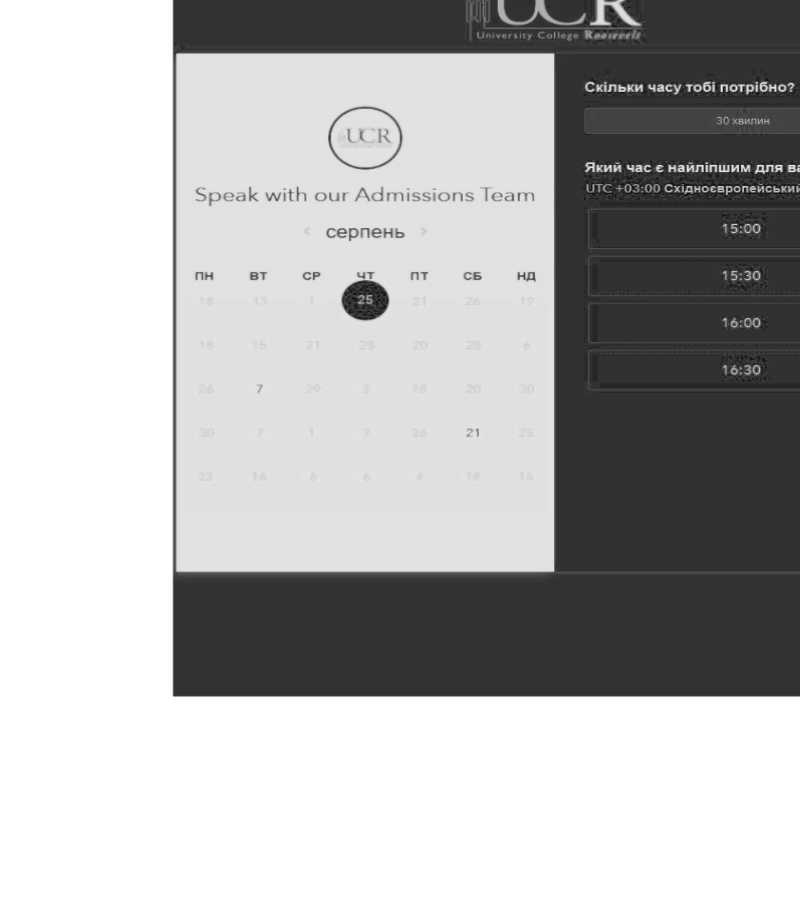 UCR
University College Roosevelt
UCR
Speak with our Admissions Team
< серпень >
ПН ВТ СР ЧТ ПТ СБ НД
18 13 1 25 21 26 19
18 15 21 28 20 28 6
26 7 29 3 18 20 30
30 7 1 7 26 21 25
23 16 6 6 18 16
Скільки часу тобі потрібно?
30 хвилин
Який час є найліпшим для ва
UTC +03:00 Східноєвропейський
15:00
15:30
16:00
16:30